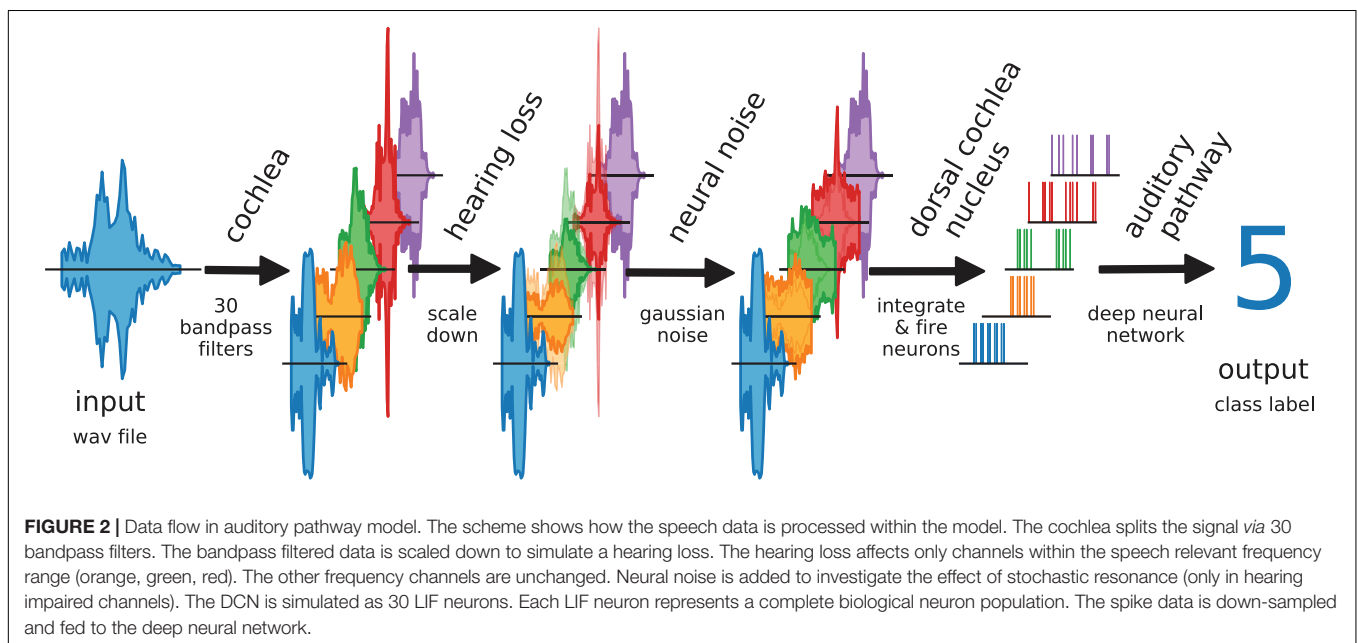 cochlea
30
bandpass
filters
hearing loss
scale
down
neural noise
gaussian
noise
dorsal cochlea
nucleus
integrate
& fire
neurons
auditory
pathway
deep neural
network
5
input
wav file
output
class label
FIGURE 2 | Data flow in auditory pathway model. The scheme shows how the speech data is processed within the model. The cochlea splits the signal via 30
bandpass filters. The bandpass filtered data is scaled down to simulate a hearing loss. The hearing loss affects only channels within the speech relevant frequency
range (orange, green, red). The other frequency channels are unchanged. Neural noise is added to investigate the effect of stochastic resonance (only in hearing
impaired channels). The DCN is simulated as 30 LIF neurons. Each LIF neuron represents a complete biological neuron population. The spike data is down-sampled
and fed to the deep neural network.